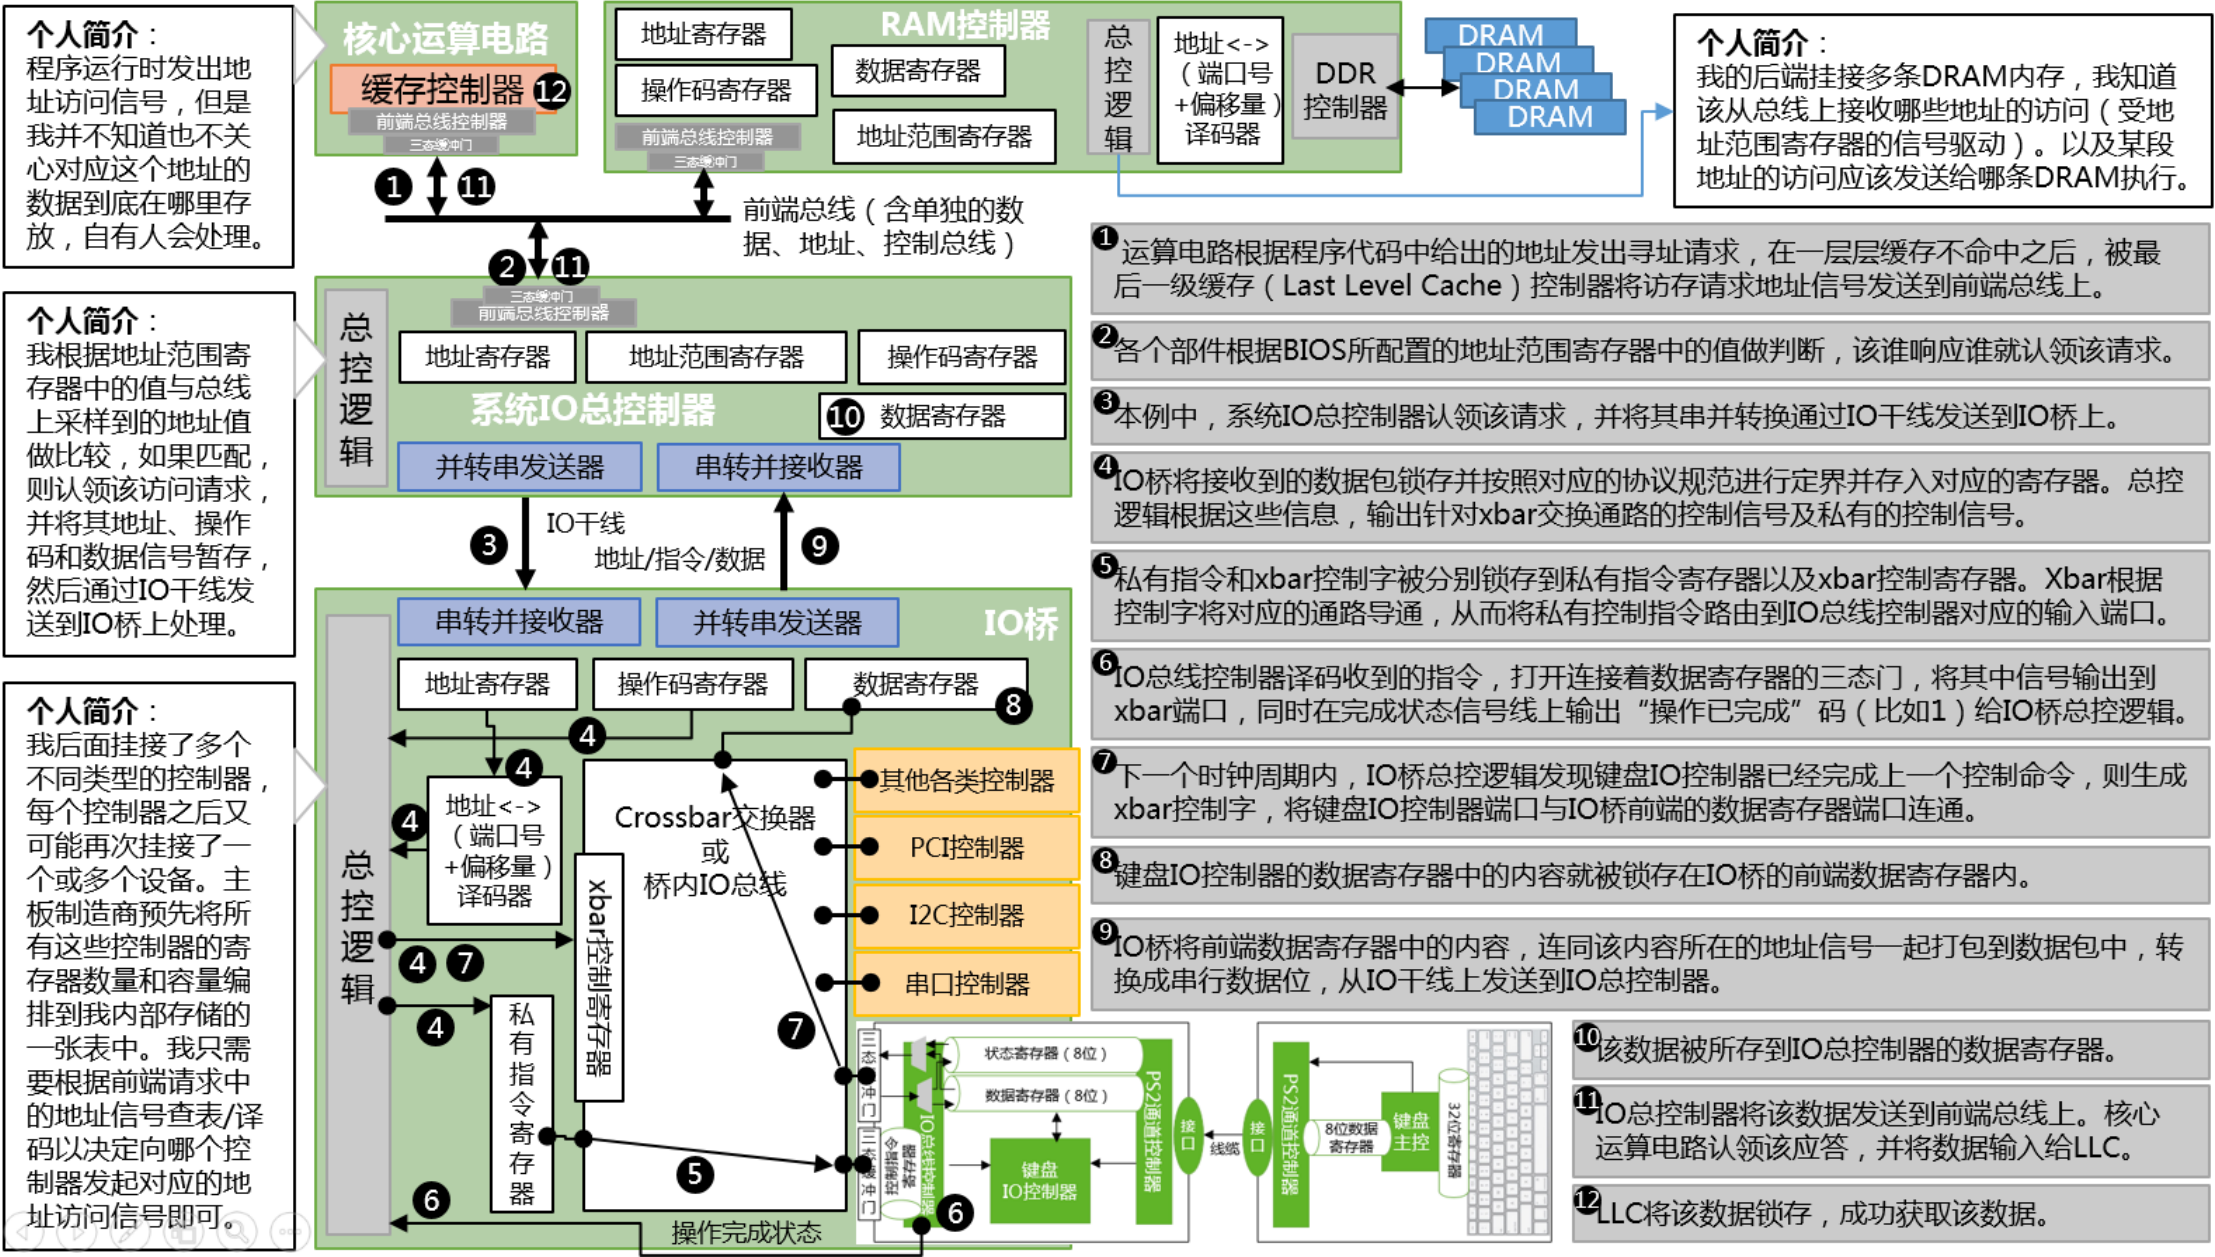 个人简介：
程序运行时发出地
址访问信号，但是
我并不知道也不关
心对应这个地址的
数据到底在哪里存
放，自有人会处理。
核心运算电路
缓存控制器
12
前端总线控制器
三态缓冲门
1
11
RAM控制器
地址寄存器
操作码寄存器
数据寄存器
地址范围寄存器
前端总线控制器
三态缓冲门
总
控
逻
辑
地址<->
（端口号
+偏移量）
译码器
DDR
控制器
DRAM
DRAM
DRAM
DRAM
个人简介：
我的后端挂接多条DRAM内存，我知道
该从总线上接收哪些地址的访问（受地
址范围寄存器的信号驱动）。以及某段
地址的访问应该发送给哪条DRAM执行。
前端总线（含单独的数
据、地址、控制总线）
2
11
个人简介：
我根据地址范围寄
存器中的值与总线
上采样到的地址值
做比较，如果匹配，
则认领该访问请求，
并将其地址、操作
码和数据信号暂存，
然后通过IO干线发
送到IO桥上处理。
总
控
逻
辑
三态缓冲门
前端总线控制器
地址寄存器
地址范围寄存器
操作码寄存器
系统IO总控制器
10
数据寄存器
并转串发送器
串转并接收器
3
IO干线
地址/指令/数据
9
个人简介：
我后面挂接了多个
不同类型的控制器，
每个控制器之后又
可能再次挂接了一
个或多个设备。主
板制造商预先将所
有这些控制器的寄
存器数量和容量编
排到我内部存储的
一张表中。我只需
要根据前端请求中
的地址信号查表/译
码以决定向哪个控
制器发起对应的地
址访问信号即可。
总
控
逻
辑
串转并接收器
并转串发送器
IO桥
地址寄存器
操作码寄存器
数据寄存器
8
4
4
4
地址<->
（端口号
+偏移量）
译码器
4
7
4
xbar控制寄存器
私
有
指
令
寄
存
器
Crossbar交换器
或
桥内IO总线
其他各类控制器
PCI控制器
I2C控制器
串口控制器
7
5
6
操作完成状态
6
三
态
冲
门
三
态
缓
冲
门
状态寄存器（8位）
数据寄存器（8位）
IO总线控制器
键盘
IO控制器
PS2通道控制器
接
口
线缆
接
口
PS2通道控制器
8位数据
寄存器
键盘
主控
32位寄存器
1
运算电路根据程序代码中给出的地址发出寻址请求，在一层层缓存不命中之后，被最
后一级缓存（Last Level Cache）控制器将访存请求地址信号发送到前端总线上。
2
各个部件根据BIOS所配置的地址范围寄存器中的值做判断，该谁响应谁就认领该请求。
3
本例中，系统IO总控制器认领该请求，并将其串并转换通过IO干线发送到IO桥上。
4
IO桥将接收到的数据包锁存并按照对应的协议规范进行定界并存入对应的寄存器。总控
逻辑根据这些信息，输出针对xbar交换通路的控制信号及私有的控制信号。
5
私有指令和xbar控制字被分别锁存到私有指令寄存器以及xbar控制寄存器。Xbar根据
控制字将对应的通路导通，从而将私有控制指令路由到IO总线控制器对应的输入端口。
6
IO总线控制器译码收到的指令，打开连接着数据寄存器的三态门，将其中信号输出到
xbar端口，同时在完成状态信号线上输出“操作已完成”码（比如1）给IO桥总控逻辑。
7
下一个时钟周期内，IO桥总控逻辑发现键盘IO控制器已经完成上一个控制命令，则生成
xbar控制字，将键盘IO控制器端口与IO桥前端的数据寄存器端口连通。
8
键盘IO控制器的数据寄存器中的内容就被锁存在IO桥的前端数据寄存器内。
9
IO桥将前端数据寄存器中的内容，连同该内容所在的地址信号一起打包到数据包中，转
换成串行数据位，从IO干线上发送到IO总控制器。
10
该数据被所存到IO总控制器的数据寄存器。
11
IO总控制器将该数据发送到前端总线上。核心
运算电路认领该应答，并将数据输入给LLC。
12
LLC将该数据锁存，成功获取该数据。